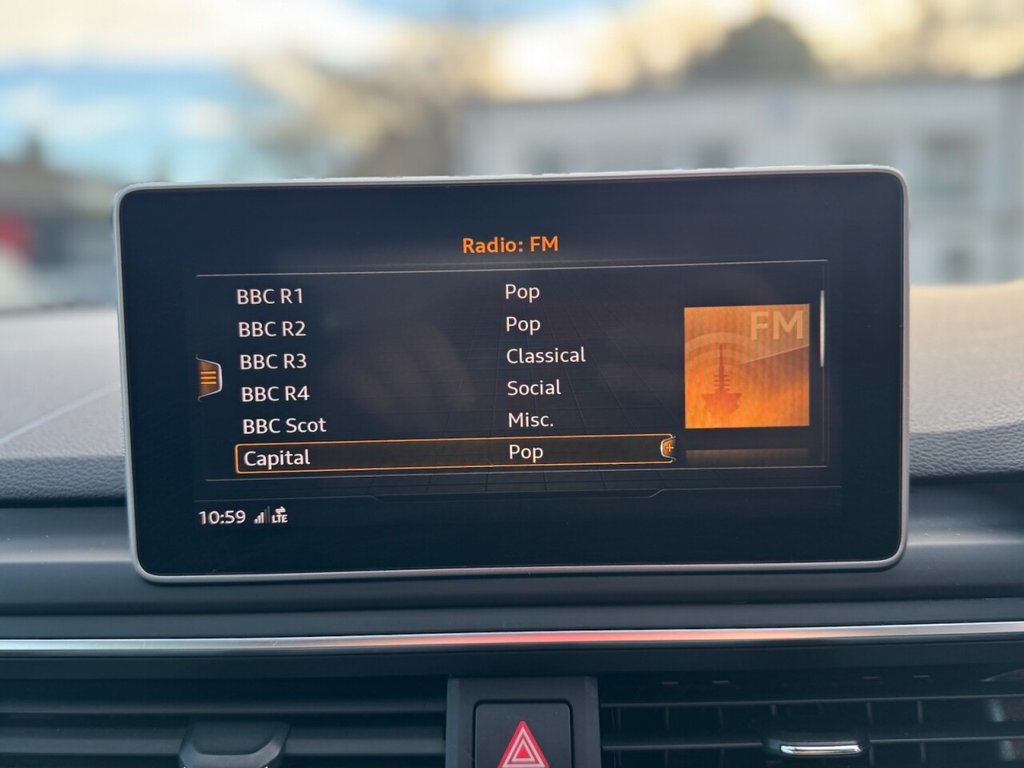 Radio: FM
BBC R1 Pop
BBC R2 Pop
BBC R3 Classical
BBC R4 Social
BBC Scot Misc.
Capital Pop
FM
10:59 LTE